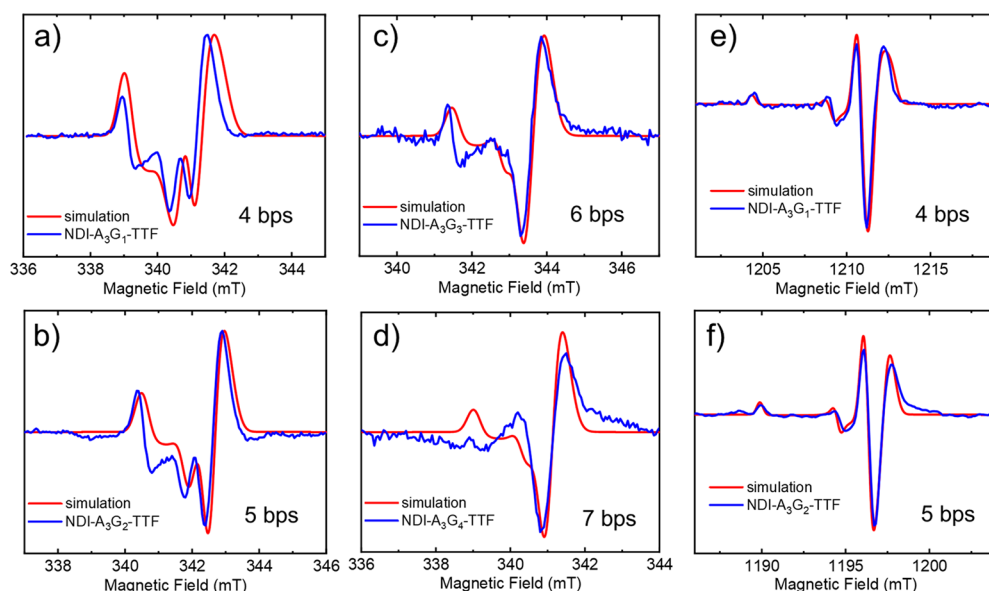 a)
simulation
NDI-A₃G₁-TTF
4 bps
336 338 340 342 344
Magnetic Field (mT)
c)
simulation
NDI-A₃G₃-TTF
6 bps
340 342 344 346
Magnetic Field (mT)
e)
simulation
NDI-A₃G₁-TTF
4 bps
1205 1210 1215
Magnetic Field (mT)
b)
simulation
NDI-A₃G₂-TTF
5 bps
338 340 342 344 346
Magnetic Field (mT)
d)
simulation
NDI-A₃G₄-TTF
7 bps
336 338 340 342 344
Magnetic Field (mT)
f)
simulation
NDI-A₃G₂-TTF
5 bps
1190 1195 1200
Magnetic Field (mT)